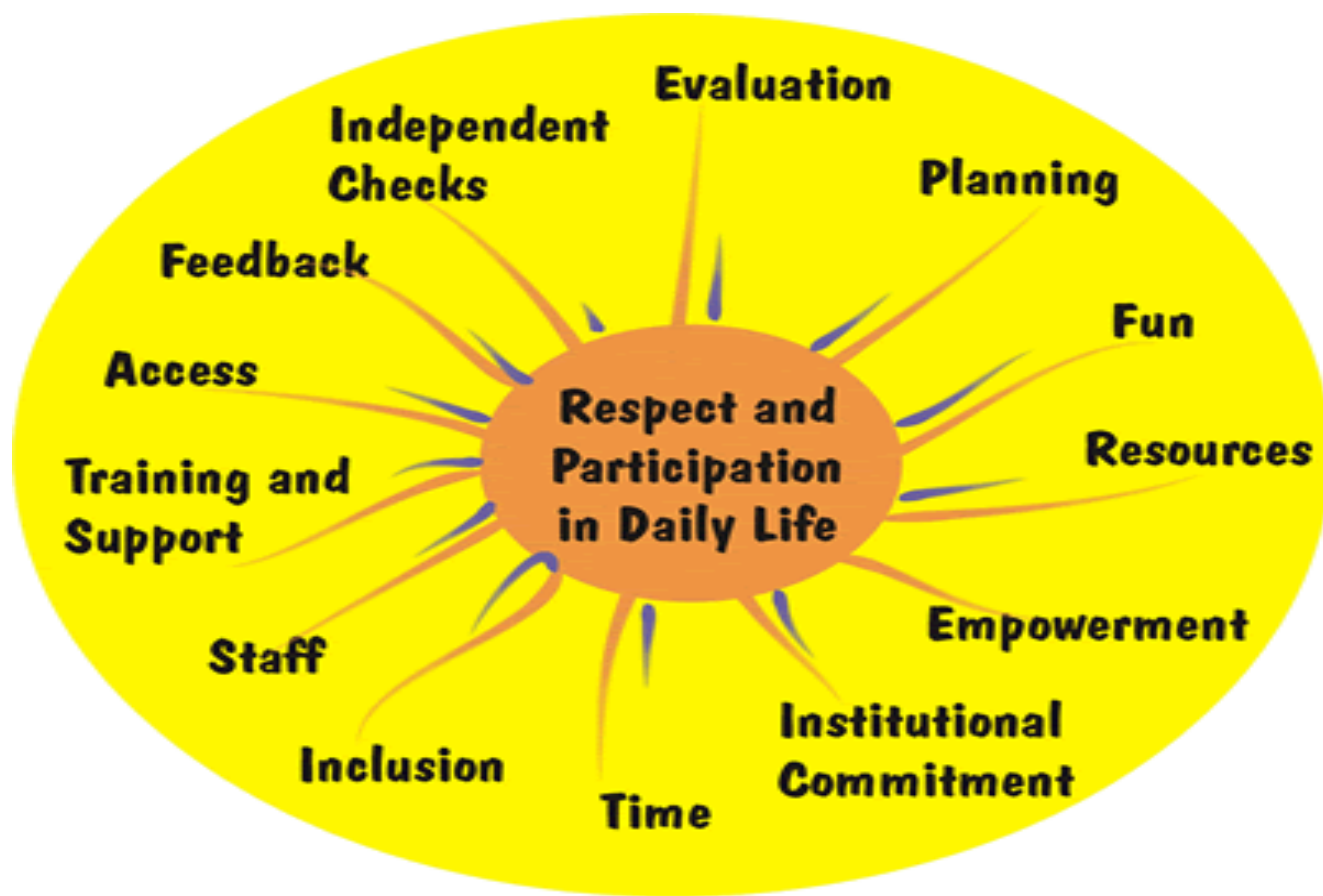 Evaluation
Independent
Checks
Planning
Feedback
Fun
Access
Respect and
Participation
in Daily Life
Resources
Training and
Support
Empowerment
Staff
Institutional
Commitment
Inclusion
Time